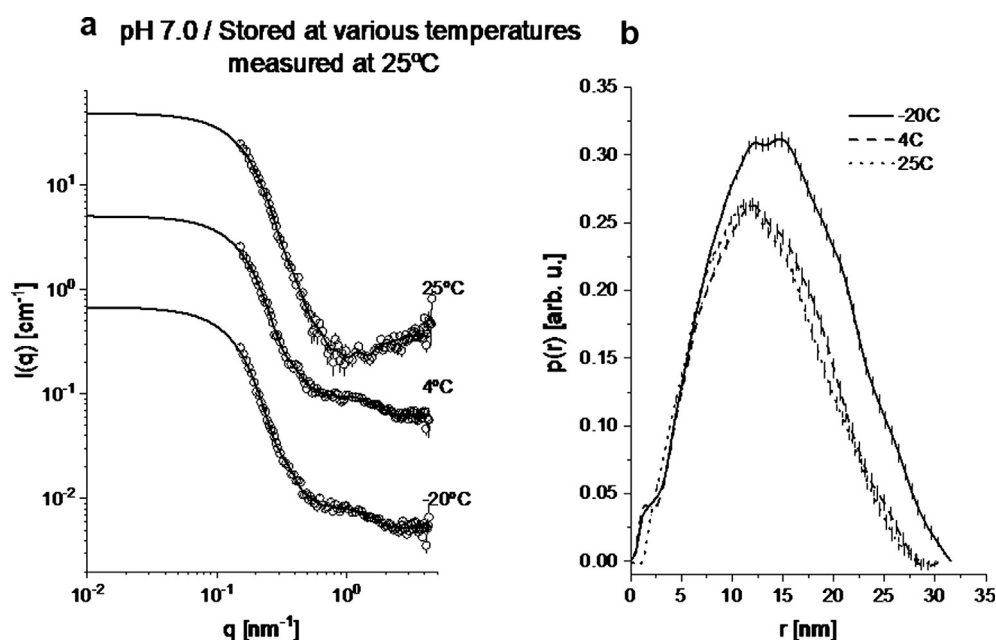 a pH 7.0 / Stored at various temperatures
measured at 25ºC
10¹
10⁰
10⁻¹
10⁻²
I(q) [cm⁻¹]
25ºC
4ºC
-20ºC
10⁻² 10⁻¹ 10⁰
q [nm⁻¹]
b
0.35
0.30
0.25
0.20
0.15
0.10
0.05
0.00
p(r) [arb. u.]
-20C
4C
25C
0 5 10 15 20 25 30 35
r [nm]